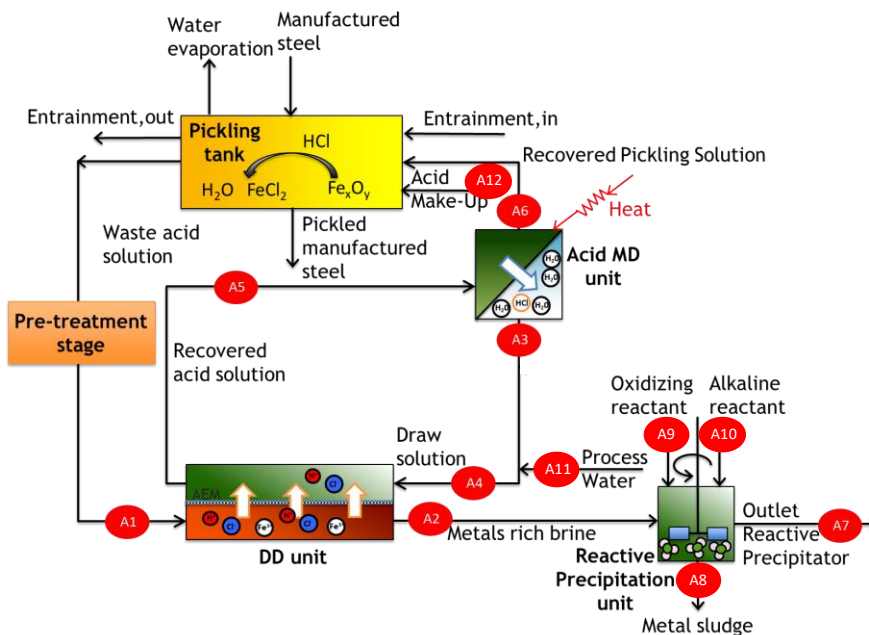 Water
evaporation
Manufactured
steel
Entrainment,out
Entrainment,in
Pickling
tank
HCl
H₂O FeCl₂ FeₓOᵧ
Recovered Pickling Solution
Acid
Make-Up
A12
A6
Heat
Waste acid
solution
Pickled
manufactured
steel
Acid MD
unit
H₂O
H₂O
H₂O HCl H₂O
A5
A3
Pre-treatment
stage
Recovered
acid solution
Oxidizing
reactant
Alkaline
reactant
A9
A10
Draw
solution
A4
A11
Process
Water
AEM
H⁺ Cl⁻
A1
H⁺ Cl⁻ Fe³⁺ H⁺ Cl⁻ Fe³⁺
DD unit
A2
Metals rich brine
Outlet
Reactive
Precipitator
A7
Reactive
Precipitation
unit
A8
Metal sludge